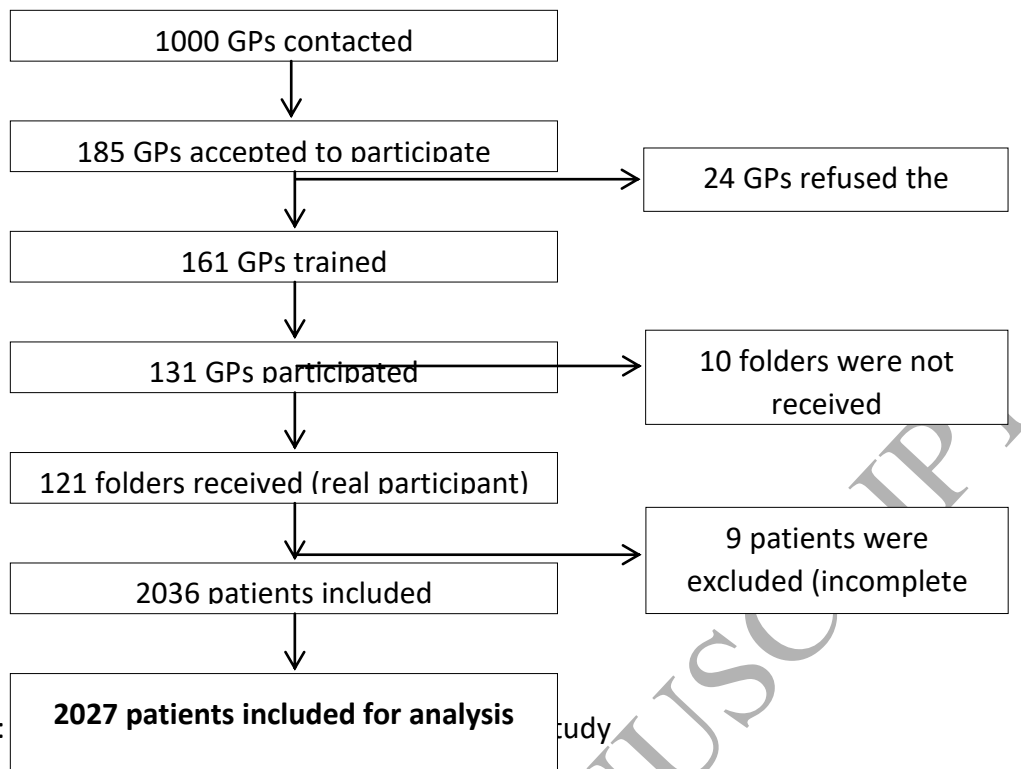 1000 GPs contacted
185 GPs accepted to participate
24 GPs refused the
161 GPs trained
131 GPs participated
10 folders were not
received
121 folders received (real participant)
9 patients were
excluded (incomplete
2036 patients included
2027 patients included for analysis